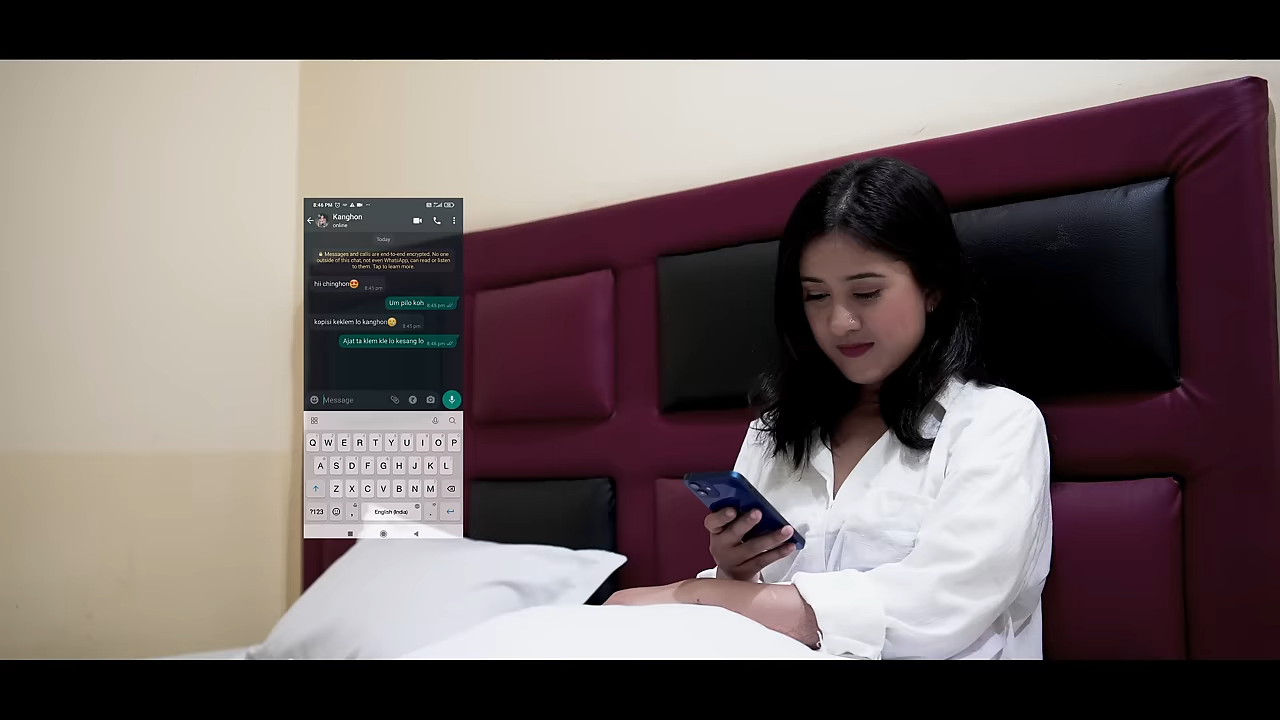 8:46 PM
Kanghon
online
Today
Messages and calls are end-to-end encrypted. No one
outside of this chat, not even WhatsApp, can read or listen
to them. Tap to learn more.
hii chinghon😍 8:45 pm
Um pilo koh 8:45 pm
kopisi keklem lo kanghon😊 8:45 pm
Ajat ta klem kle lo kesang lo 8:46 pm
Message
Q W E R T Y U I O P
A S D F G H J K L
Z X C V B N M
?123 , English (India) .